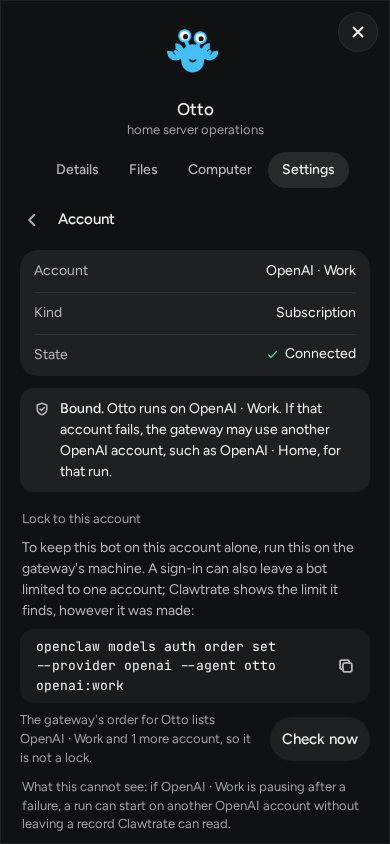 Otto
home server operations
Details Files Computer Settings
Account
Account OpenAI · Work
Kind Subscription
State Connected
Bound. Otto runs on OpenAI · Work. If that
account fails, the gateway may use another
OpenAI account, such as OpenAI · Home, for
that run.
Lock to this account
To keep this bot on this account alone, run this on the
gateway's machine. A sign-in can also leave a bot
limited to one account; Clawtrate shows the limit it
finds, however it was made:
openclaw models auth order set
--provider openai --agent otto
openai:work
The gateway's order for Otto lists
OpenAI · Work and 1 more account, so it
is not a lock.
Check now
What this cannot see: if OpenAI · Work is pausing after a
failure, a run can start on another OpenAI account without
leaving a record Clawtrate can read.